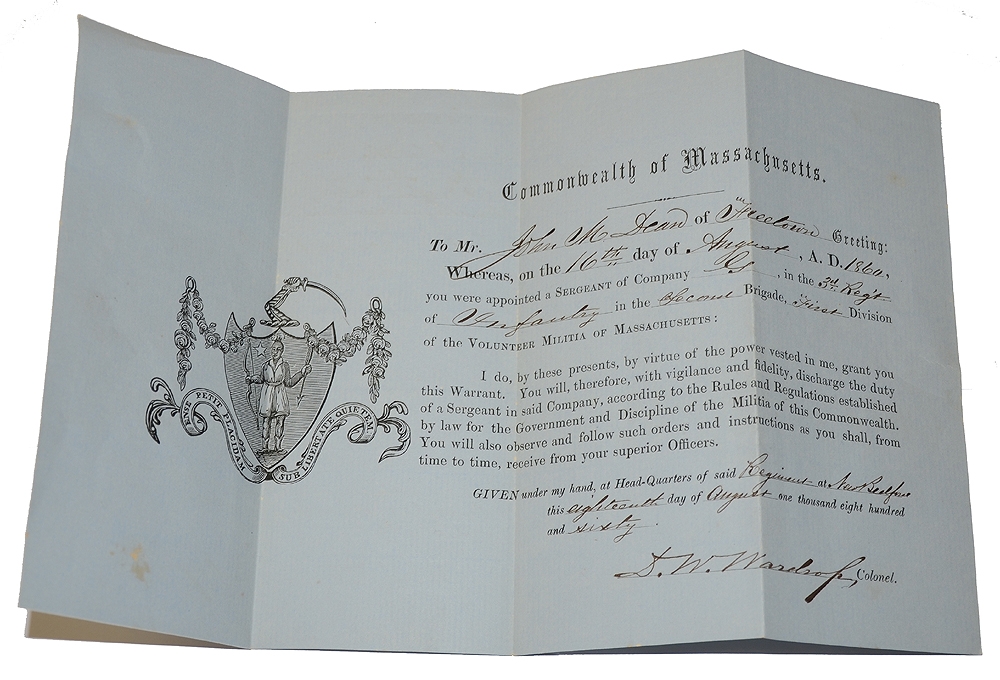 Commonwealth of Massachusetts.
To Mr. John M Dean of Freetown Greeting:
Whereas, on the 16th day of August, A. D. 1860,
you were appointed a SERGEANT of Company G, in the 3d. Reg't
of Infantry in the Second Brigade, First Division
of the VOLUNTEER MILITIA OF MASSACHUSETTS:
I do, by these presents, by virtue of the power vested in me, grant you
this Warrant. You will, therefore, with vigilance and fidelity, discharge the duty
of a Sergeant in said Company, according to the Rules and Regulations established
by law for the Government and Discipline of the Militia of this Commonwealth.
You will also observe and follow such orders and instructions as you shall, from
time to time, receive from your superior Officers.
GIVEN under my hand, at Head-Quarters of said Regiment at New Bedford
this eighteenth day of August one thousand eight hundred
and sixty.
D. W. Wardrop, Colonel.
ENSE PETIT PLACIDAM
SUB LIBERTATE QUIETEM